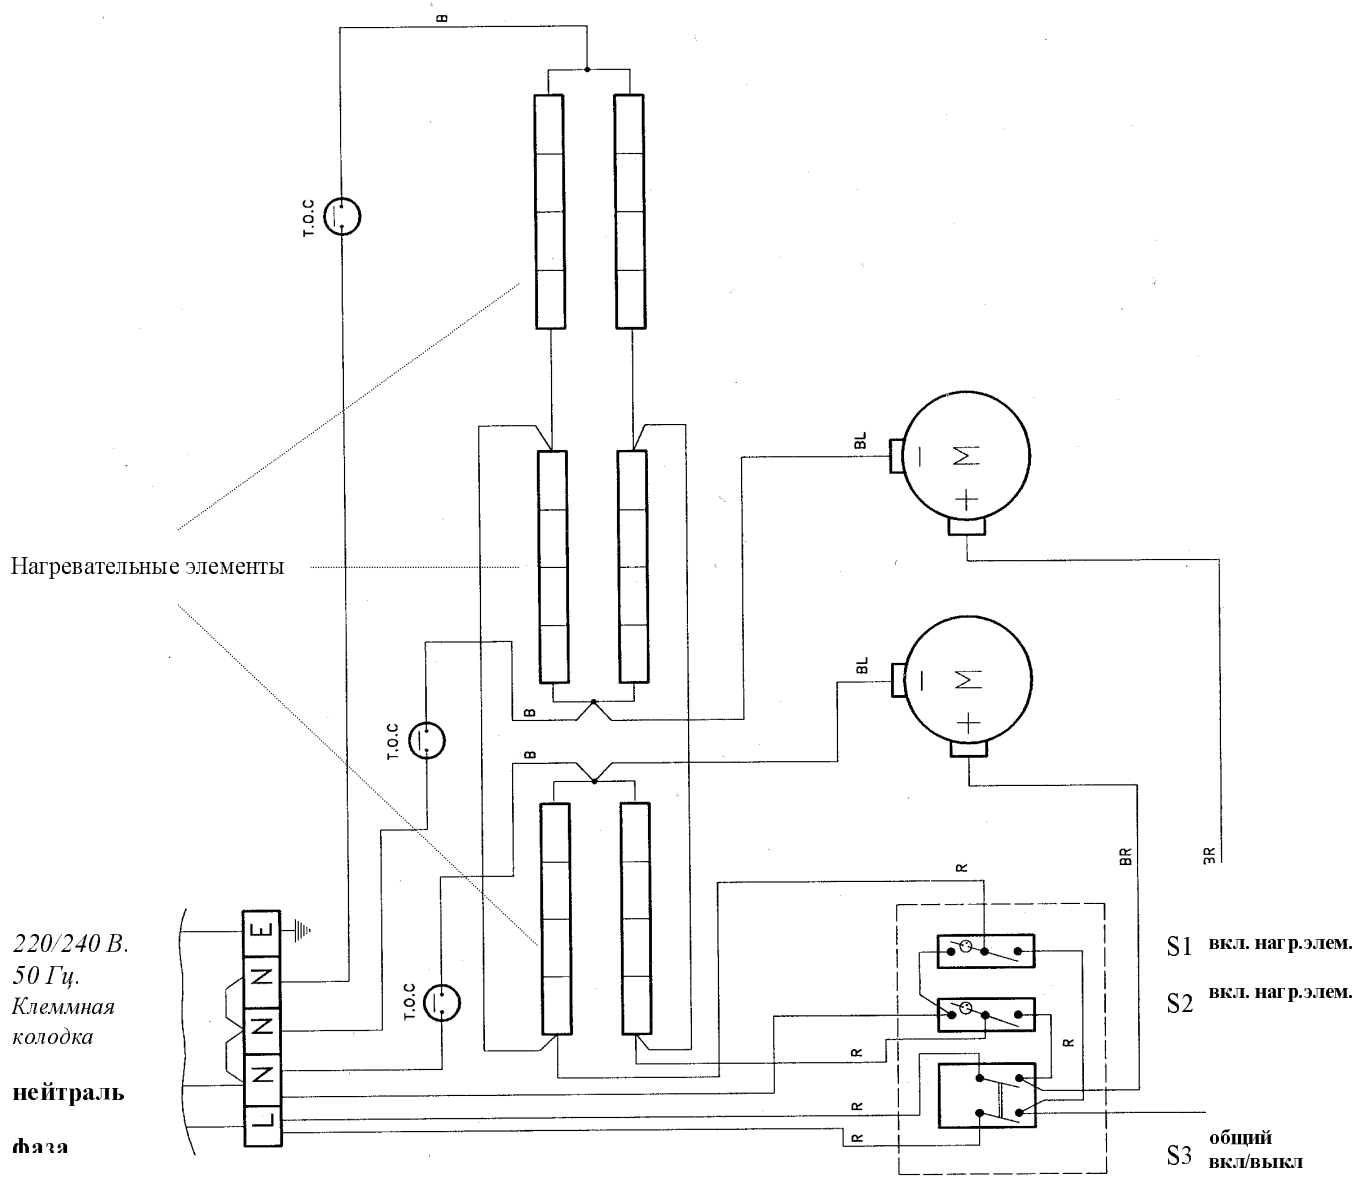 B
T.O.C
BL
M
+
Нагревательные элементы
BL
M
+
B
T.O.C
B
BR
BR
R
E
220/240 В.
50 Гц.
Клеммная
колодка
N
N
N
L
T.O.C
S1 вкл. нагр.элем.
S2 вкл. нагр.элем.
R
R
R
R
нейтраль
фаза
S3 общий
вкл/выкл